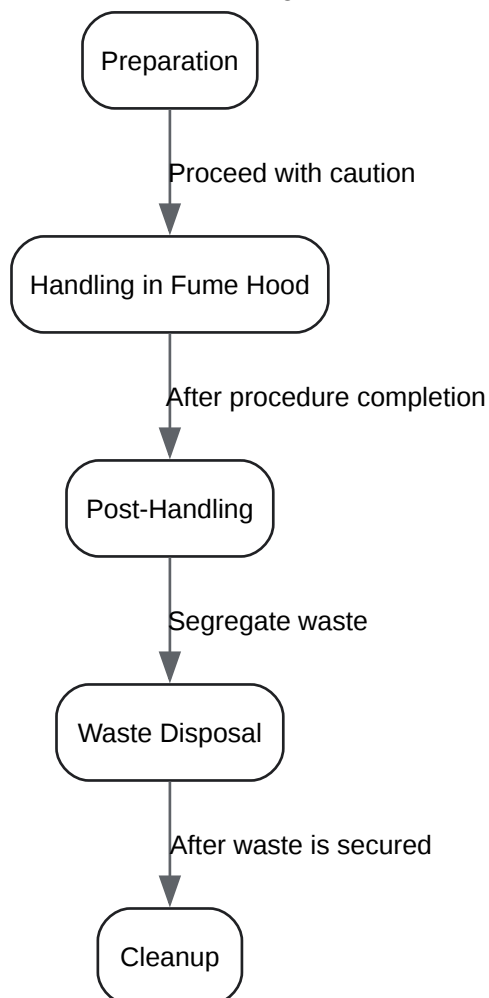 Preparation
Proceed with caution
Handling in Fume Hood
After procedure completion
Post-Handling
Segregate waste
Waste Disposal
After waste is secured
Cleanup